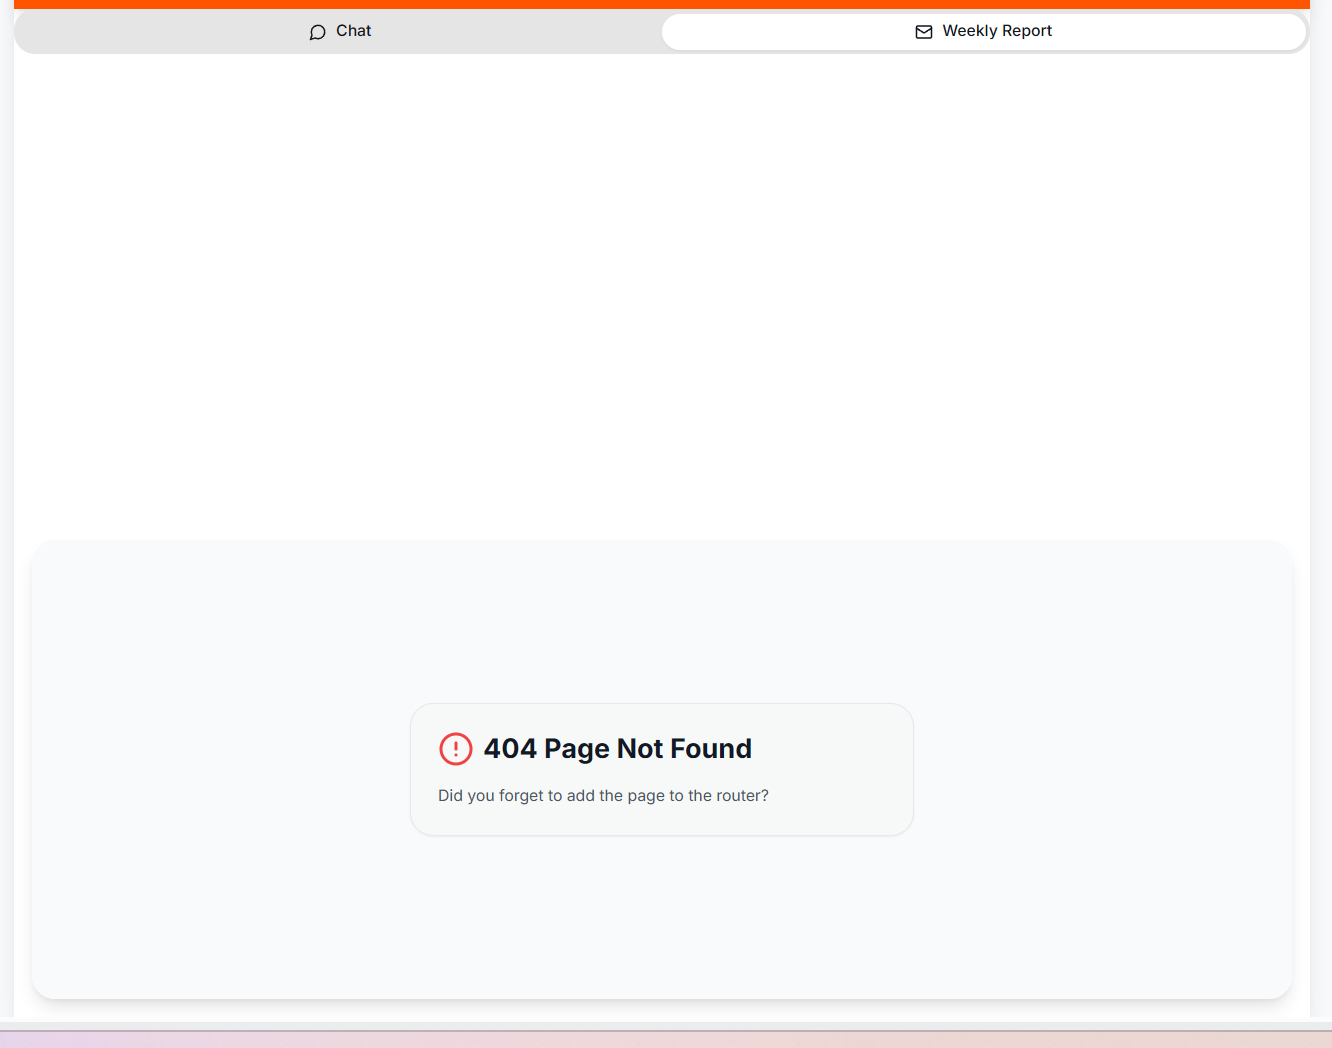 Chat
Weekly Report
404 Page Not Found
Did you forget to add the page to the router?